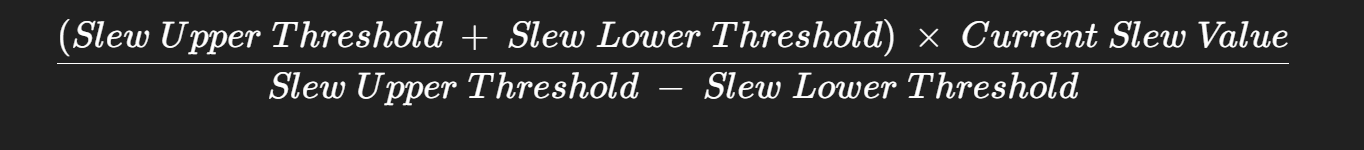 (Slew Upper Threshold + Slew Lower Threshold) × Current Slew Value
Slew Upper Threshold − Slew Lower Threshold